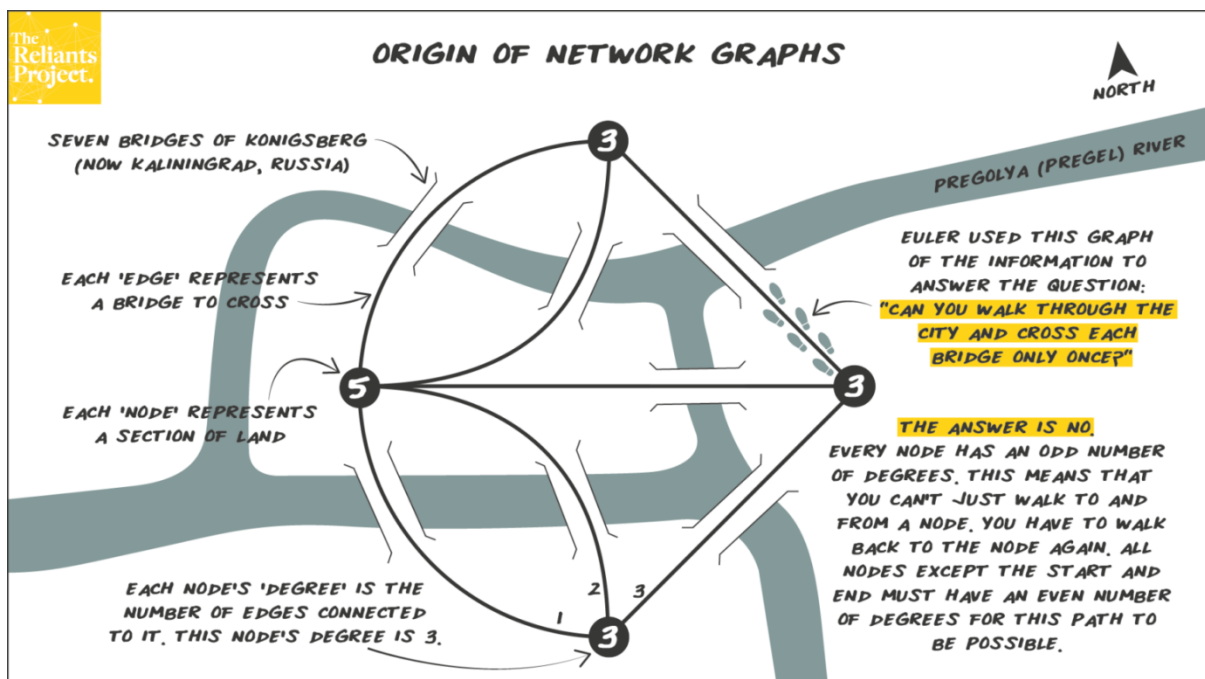 The
Reliants
Project.
ORIGIN OF NETWORK GRAPHS
NORTH
SEVEN BRIDGES OF KONIGSBERG
(NOW KALININGRAD, RUSSIA)
3
PREGOLYA (PREGEL) RIVER
EACH 'EDGE' REPRESENTS
A BRIDGE TO CROSS
EULER USED THIS GRAPH
OF THE INFORMATION TO
ANSWER THE QUESTION:
"CAN YOU WALK THROUGH THE
CITY AND CROSS EACH
BRIDGE ONLY ONCE?"
5
3
EACH 'NODE' REPRESENTS
A SECTION OF LAND
THE ANSWER IS NO.
EVERY NODE HAS AN ODD NUMBER
OF DEGREES. THIS MEANS THAT
YOU CAN'T JUST WALK TO AND
FROM A NODE. YOU HAVE TO WALK
BACK TO THE NODE AGAIN. ALL
NODES EXCEPT THE START AND
END MUST HAVE AN EVEN NUMBER
OF DEGREES FOR THIS PATH TO
BE POSSIBLE.
EACH NODE'S 'DEGREE' IS THE
NUMBER OF EDGES CONNECTED
TO IT. THIS NODE'S DEGREE IS 3.
1
2
3
3